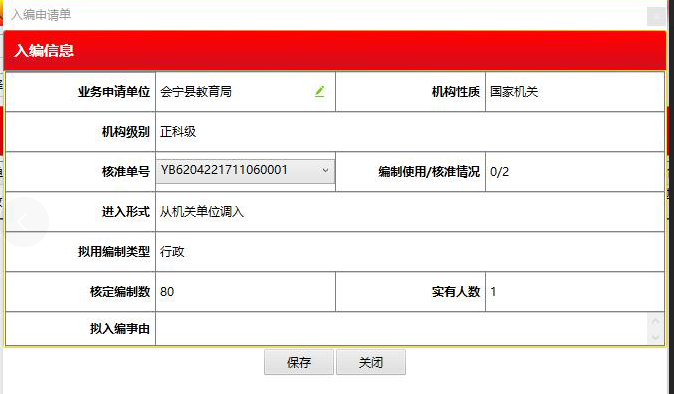 入编申请单
入编信息
业务申请单位 会宁县教育局 机构性质 国家机关
机构级别 正科级
核准单号 YB6204221711060001 编制使用/核准情况 0/2
进入形式 从机关单位调入
拟用编制类型 行政
核定编制数 80 实有人数 1
拟入编事由
保存 关闭